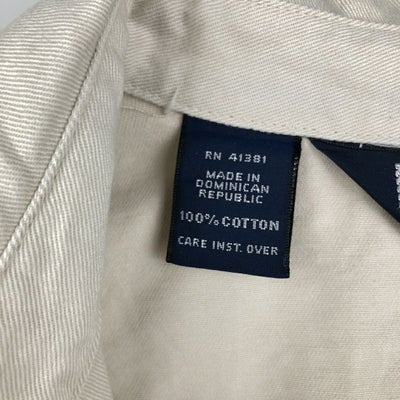 RN 41381
MADE IN
DOMINICAN
REPUBLIC
100% COTTON
CARE INST. OVER